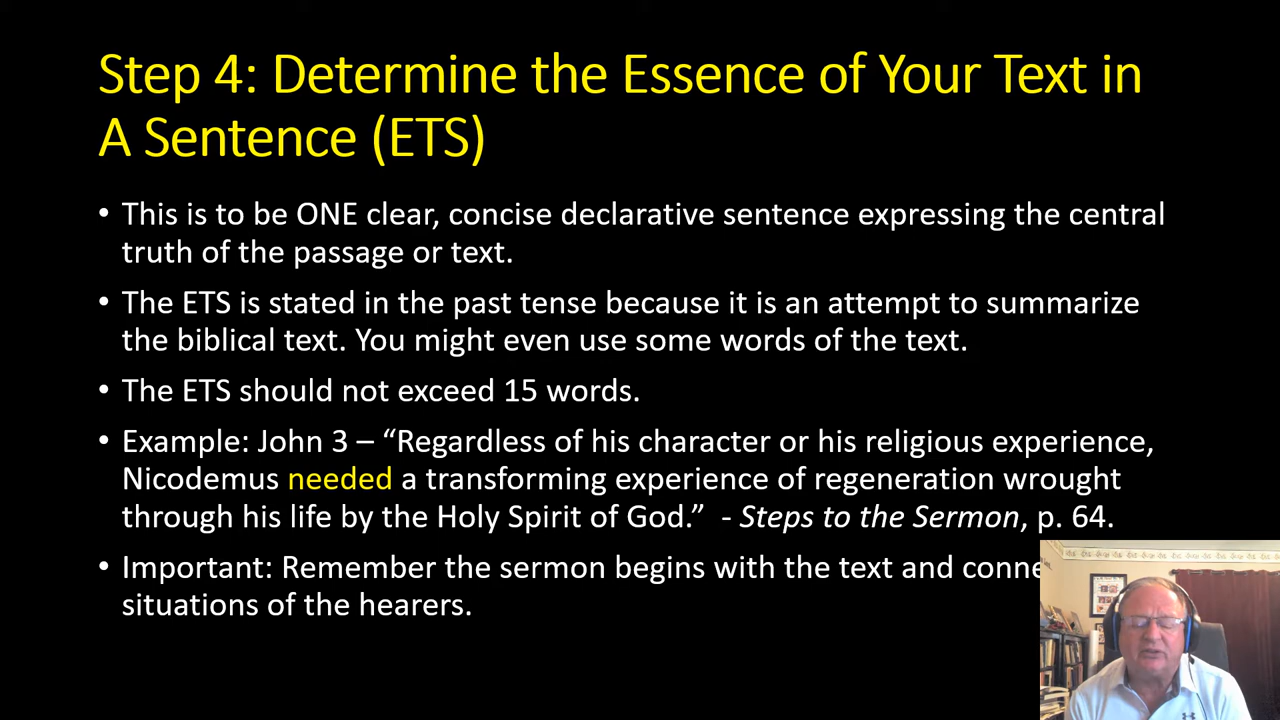 Step 4: Determine the Essence of Your Text in
A Sentence (ETS)
• This is to be ONE clear, concise declarative sentence expressing the central
truth of the passage or text.
• The ETS is stated in the past tense because it is an attempt to summarize
the biblical text. You might even use some words of the text.
• The ETS should not exceed 15 words.
• Example: John 3 – “Regardless of his character or his religious experience,
Nicodemus needed a transforming experience of regeneration wrought
through his life by the Holy Spirit of God.” - Steps to the Sermon, p. 64.
• Important: Remember the sermon begins with the text and
situations of the hearers.